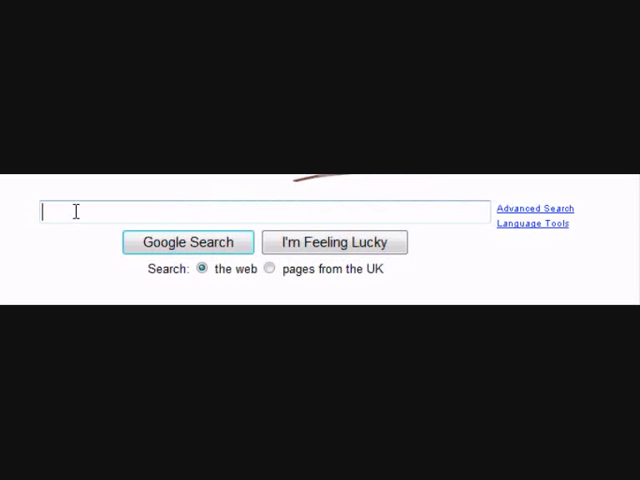 Advanced Search
Language Tools
Google Search I'm Feeling Lucky
Search: the web pages from the UK